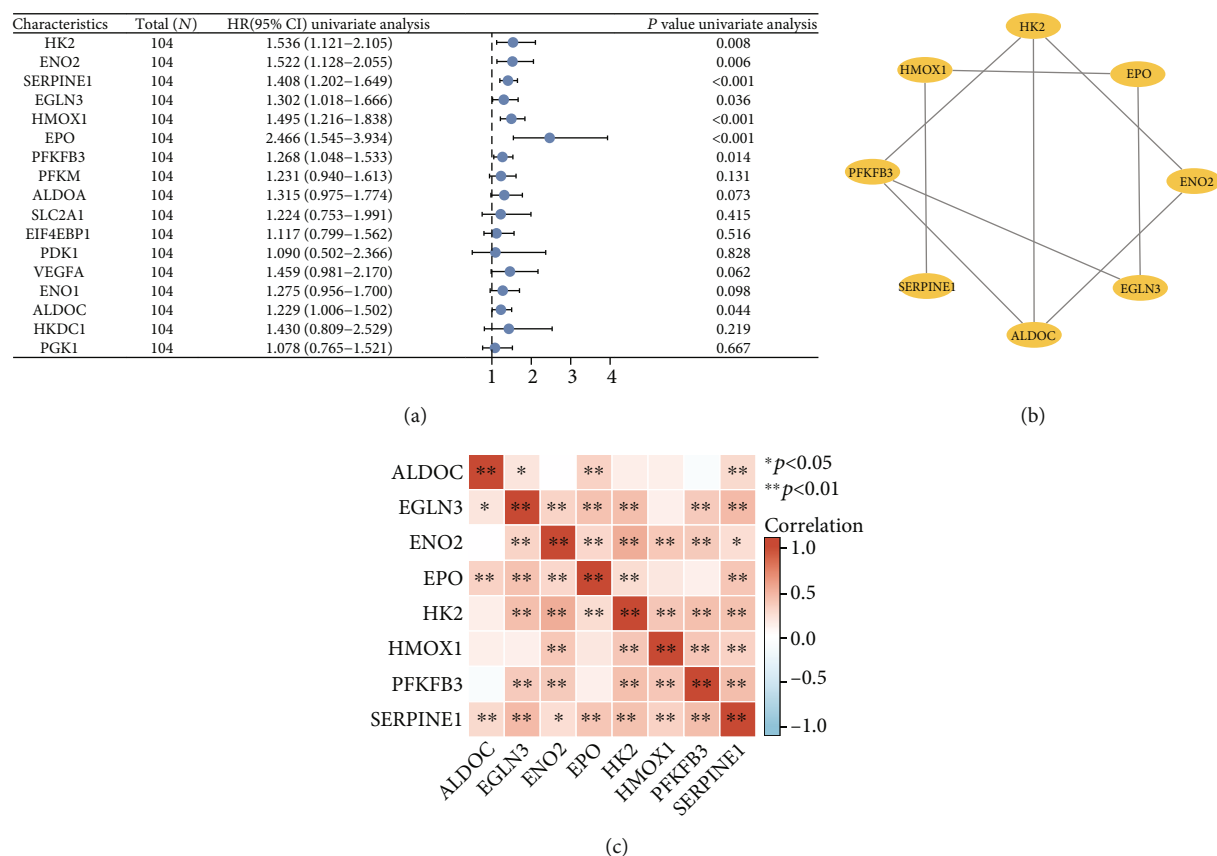 Characteristics Total (N) HR(95% CI) univariate analysis P value univariate analysis
HK2 104 1.536 (1.121−2.105) 0.008
ENO2 104 1.522 (1.128−2.055) 0.006
SERPINE1 104 1.408 (1.202−1.649) <0.001
EGLN3 104 1.302 (1.018−1.666) 0.036
HMOX1 104 1.495 (1.216−1.838) <0.001
EPO 104 2.466 (1.545−3.934) <0.001
PFKFB3 104 1.268 (1.048−1.533) 0.014
PFKM 104 1.231 (0.940−1.613) 0.131
ALDOA 104 1.315 (0.975−1.774) 0.073
SLC2A1 104 1.224 (0.753−1.991) 0.415
EIF4EBP1 104 1.117 (0.799−1.562) 0.516
PDK1 104 1.090 (0.502−2.366) 0.828
VEGFA 104 1.459 (0.981−2.170) 0.062
ENO1 104 1.275 (0.956−1.700) 0.098
ALDOC 104 1.229 (1.006−1.502) 0.044
HKDC1 104 1.430 (0.809−2.529) 0.219
PGK1 104 1.078 (0.765−1.521) 0.667
1 2 3 4
(a)
HK2
HMOX1 EPO
PFKFB3 ENO2
SERPINE1 EGLN3
ALDOC
(b)
ALDOC ** * ** **
EGLN3 * ** ** ** ** ** **
ENO2 ** ** ** ** ** ** *
EPO ** ** ** ** ** **
HK2 ** ** ** ** ** ** **
HMOX1 ** ** ** ** **
PFKFB3 ** ** ** ** ** **
SERPINE1 ** ** * ** ** ** ** **
ALDOC EGLN3 ENO2 EPO HK2 HMOX1 PFKFB3 SERPINE1
*p<0.05
**p<0.01
Correlation
1.0
0.5
0.0
−0.5
−1.0
(c)